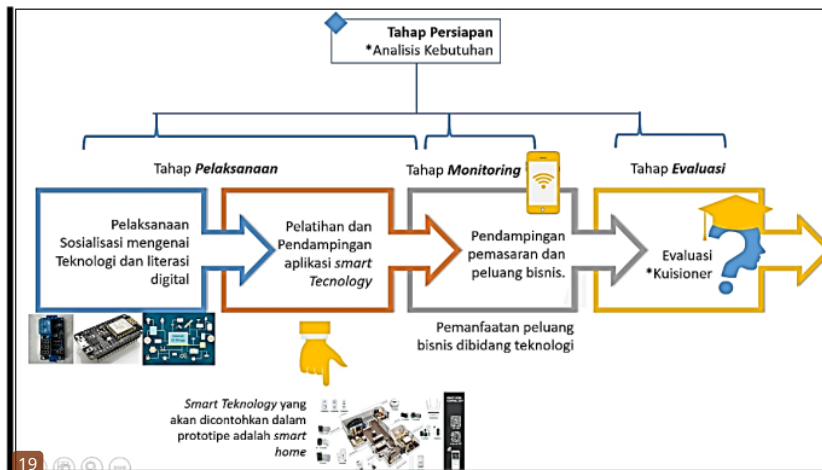 Tahap Persiapan
*Analisis Kebutuhan
Tahap Pelaksanaan
Tahap Monitoring
Tahap Evaluasi
Pelaksanaan
Sosialisasi mengenai
Teknologi dan literasi
digital
Pelatihan dan
Pendampingan
aplikasi smart
Tecnology
Pendampingan
pemasaran dan
peluang bisnis.
Evaluasi
*Kuisioner
Pemanfaatan peluang
bisnis dibidang teknologi
Smart Teknologi yang
akan dicontohkan dalam
prototipe adalah smart
home
19